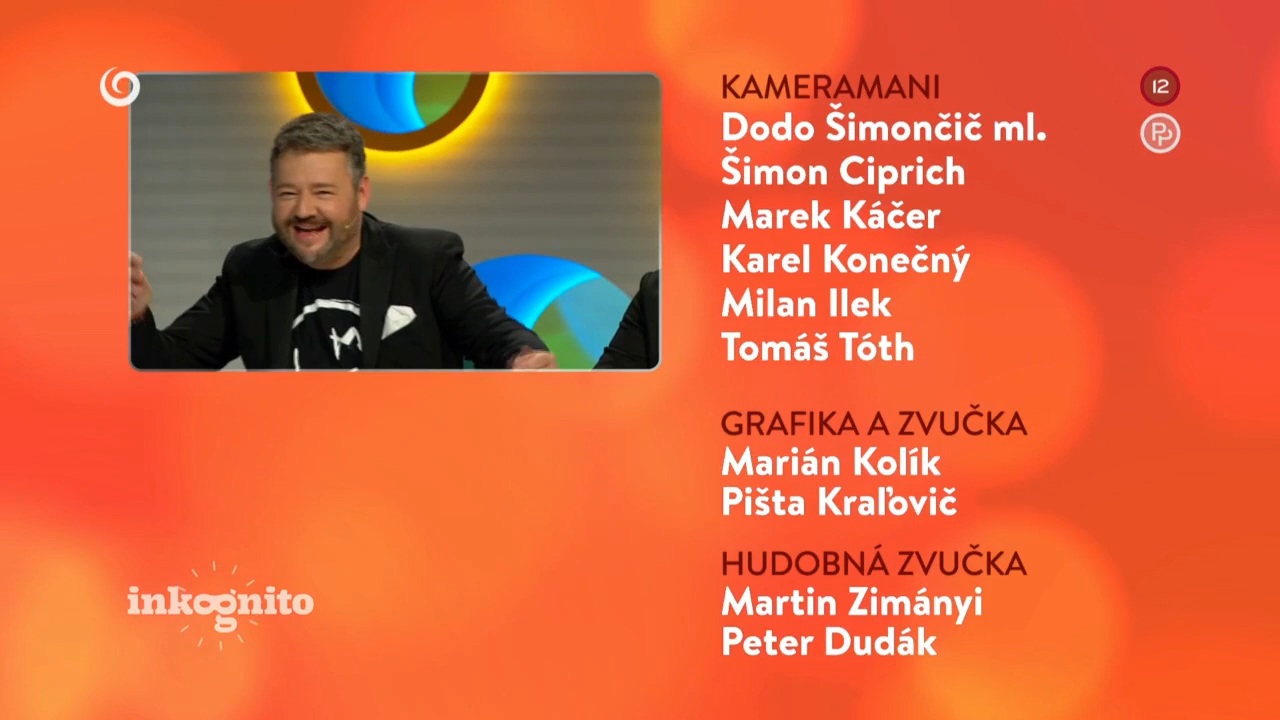 KAMERAMANI
Dodo Šimončič ml.
Šimon Ciprich
Marek Káčer
Karel Konečný
Milan Ilek
Tomáš Tóth
GRAFIKA A ZVUČKA
Marián Kolík
Pišta Kraľovič
HUDOBNÁ ZVUČKA
Martin Zimányi
Peter Dudák
12
PP
inkognito
M